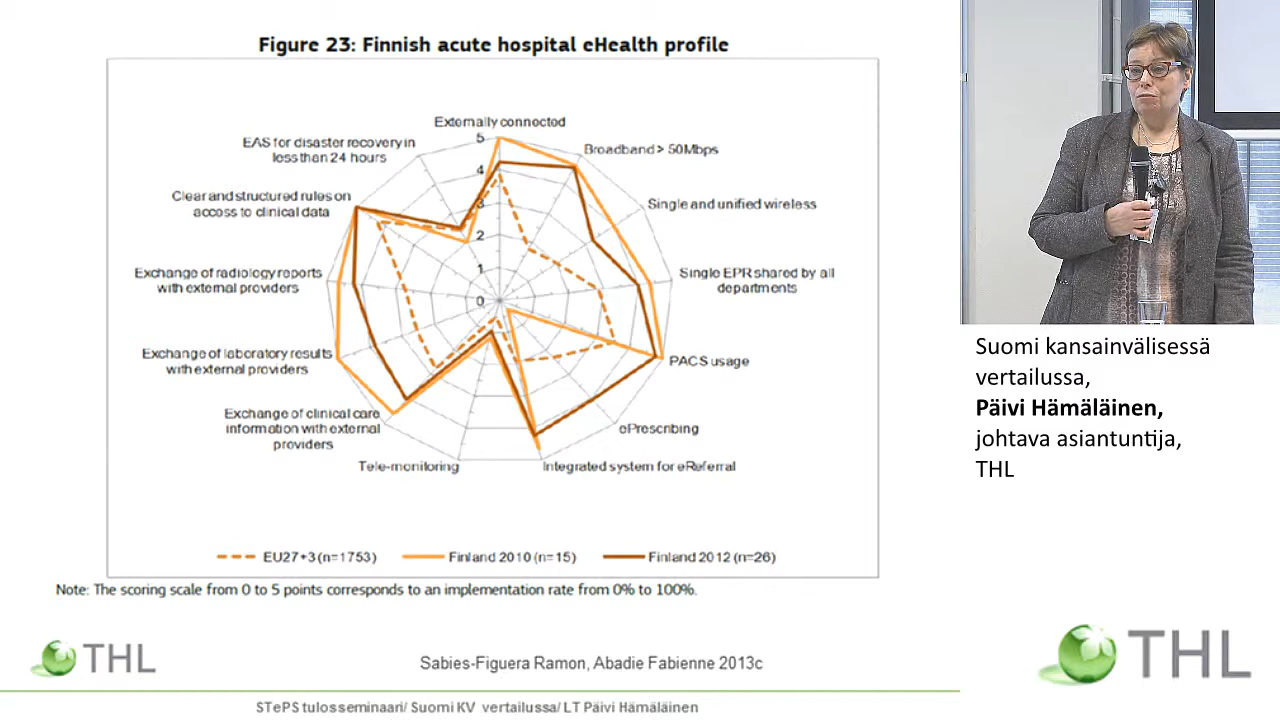 Figure 23: Finnish acute hospital eHealth profile
Externally connected
Broadband > 50Mbps
Single and unified wireless
Single EPR shared by all
departments
PACS usage
ePrescribing
Integrated system for eReferral
Tele-monitoring
Exchange of clinical care
information with external
providers
Exchange of laboratory results
with external providers
Exchange of radiology reports
with external providers
Clear and structured rules on
access to clinical data
EAS for disaster recovery in
less than 24 hours
5
4
3
2
1
0
EU27+3 (n=1753)
Finland 2010 (n=15)
Finland 2012 (n=26)
Note: The scoring scale from 0 to 5 points corresponds to an implementation rate from 0% to 100%.
THL
Sabies-Figuera Ramon, Abadie Fabienne 2013c
STePS tulosseminaari/ Suomi KV vertailussa/ LT Päivi Hämäläinen
Suomi kansainvälisessä
vertailussa,
Päivi Hämäläinen,
johtava asiantuntija,
THL
THL